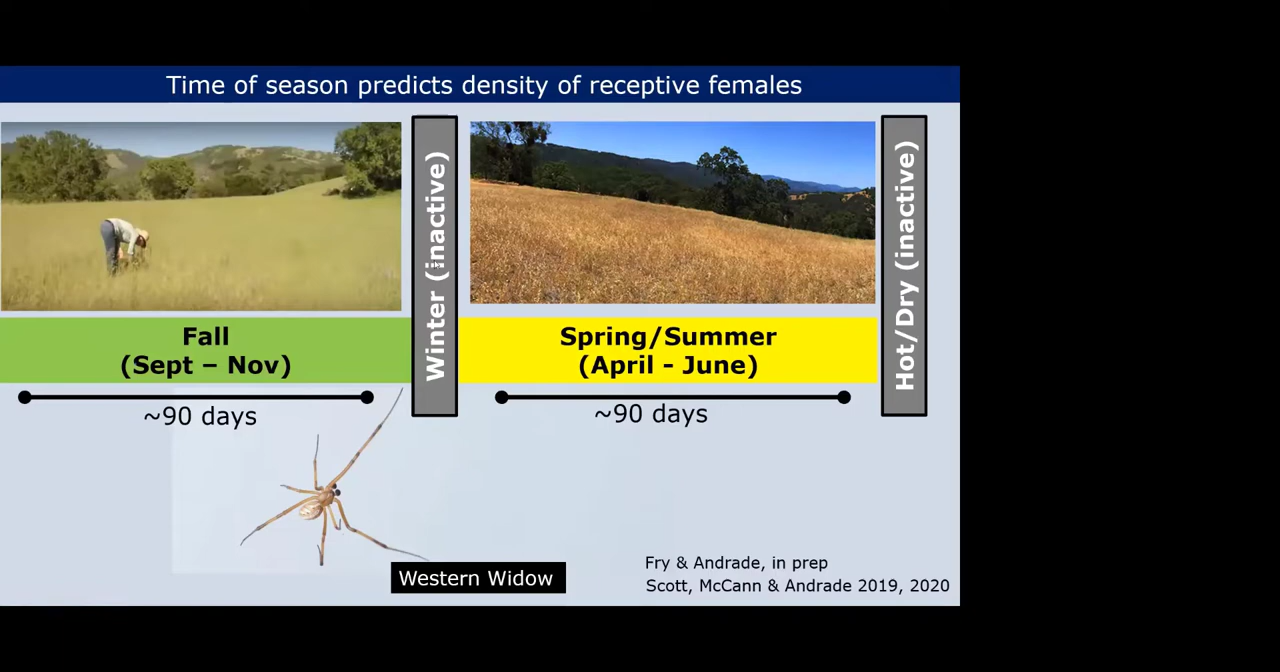 Time of season predicts density of receptive females
Winter (inactive)
Hot/Dry (inactive)
Fall
(Sept – Nov)
Spring/Summer
(April - June)
~90 days
~90 days
Western Widow
Fry & Andrade, in prep
Scott, McCann & Andrade 2019, 2020